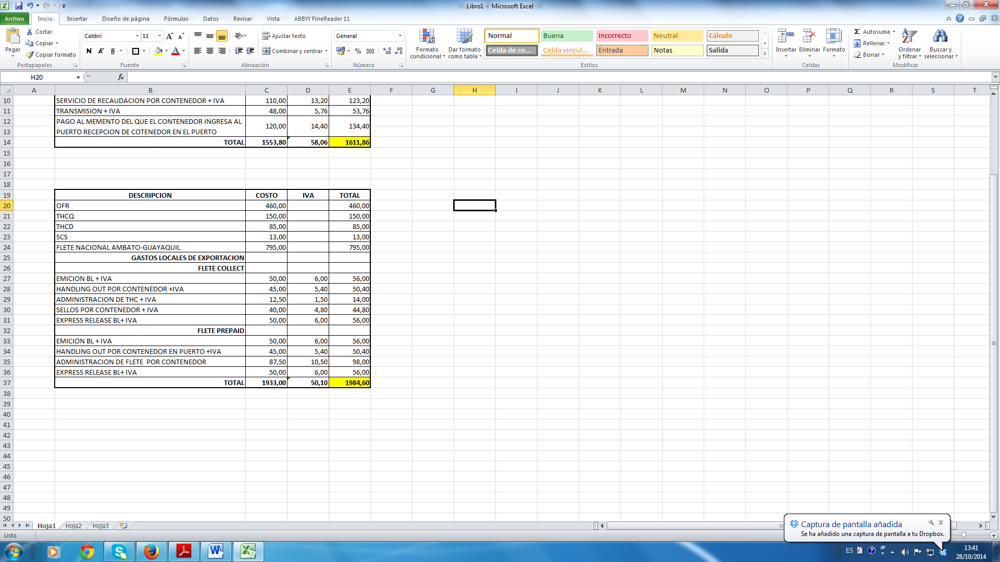 Libro1 - Microsoft Excel
Archivo Inicio Insertar Diseño de página Fórmulas Datos Revisar Vista ABBYY FineReader 11
Pegar Cortar Copiar Copiar formato
Portapapeles
Calibri 11
N K S
Fuente
Ajustar texto
Combinar y centrar
Alineación
General
% 000
Número
Formato condicional Dar formato como tabla
Normal Buena Incorrecto Neutral Cálculo
Celda de co... Celda vincul... Entrada Notas Salida
Estilos
Insertar Eliminar Formato
Celdas
Autosuma Rellenar Borrar
Ordenar y filtrar Buscar y seleccionar
Modificar
H20 fx
A B C D E F G H I J K L M N O P Q R S T
10 SERVICIO DE RECAUDACION POR CONTENEDOR + IVA 110,00 13,20 123,20
11 TRANSMISION + IVA 48,00 5,76 53,76
12 PAGO AL MEMENTO DEL QUE EL CONTENEDOR INGRESA AL
13 PUERTO RECEPCION DE COTENEDOR EN EL PUERTO 120,00 14,40 134,40
14 TOTAL 1553,80 58,06 1611,86
15
16
17
18
19 DESCRIPCION COSTO IVA TOTAL
20 OFR 460,00 460,00
21 THCQ 150,00 150,00
22 THCD 85,00 85,00
23 SCS 13,00 13,00
24 FLETE NACIONAL AMBATO-GUAYAQUIL 795,00 795,00
25 GASTOS LOCALES DE EXPORTACION
26 FLETE COLLECT
27 EMICION BL + IVA 50,00 6,00 56,00
28 HANDLING OUT POR CONTENEDOR +IVA 45,00 5,40 50,40
29 ADMINISTRACION DE THC + IVA 12,50 1,50 14,00
30 SELLOS POR CONTENEDOR + IVA 40,00 4,80 44,80
31 EXPRESS RELEASE BL+ IVA 50,00 6,00 56,00
32 FLETE PREPAID
33 EMICION BL + IVA 50,00 6,00 56,00
34 HANDLING OUT POR CONTENEDOR EN PUERTO +IVA 45,00 5,40 50,40
35 ADMINISTRACION DE FLETE POR CONTENEDOR 87,50 10,50 98,00
36 EXPRESS RELEASE BL+ IVA 50,00 6,00 56,00
37 TOTAL 1933,00 50,10 1984,60
38
39
40
41
42
43
44
45
46
47
48
49
50
Hoja1 Hoja2 Hoja3
Listo
Captura de pantalla añadida
Se ha añadido una captura de pantalla a tu Dropbox.
ES 13:41
28/10/2014